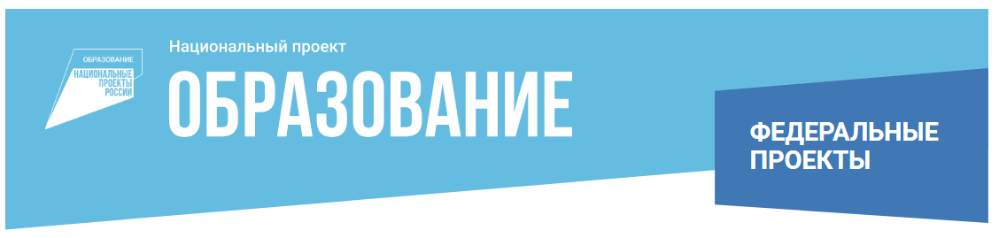 ОБРАЗОВАНИЕ
НАЦИОНАЛЬНЫЕ
ПРОЕКТЫ
РОССИИ
Национальный проект
ОБРАЗОВАНИЕ
ФЕДЕРАЛЬНЫЕ
ПРОЕКТЫ